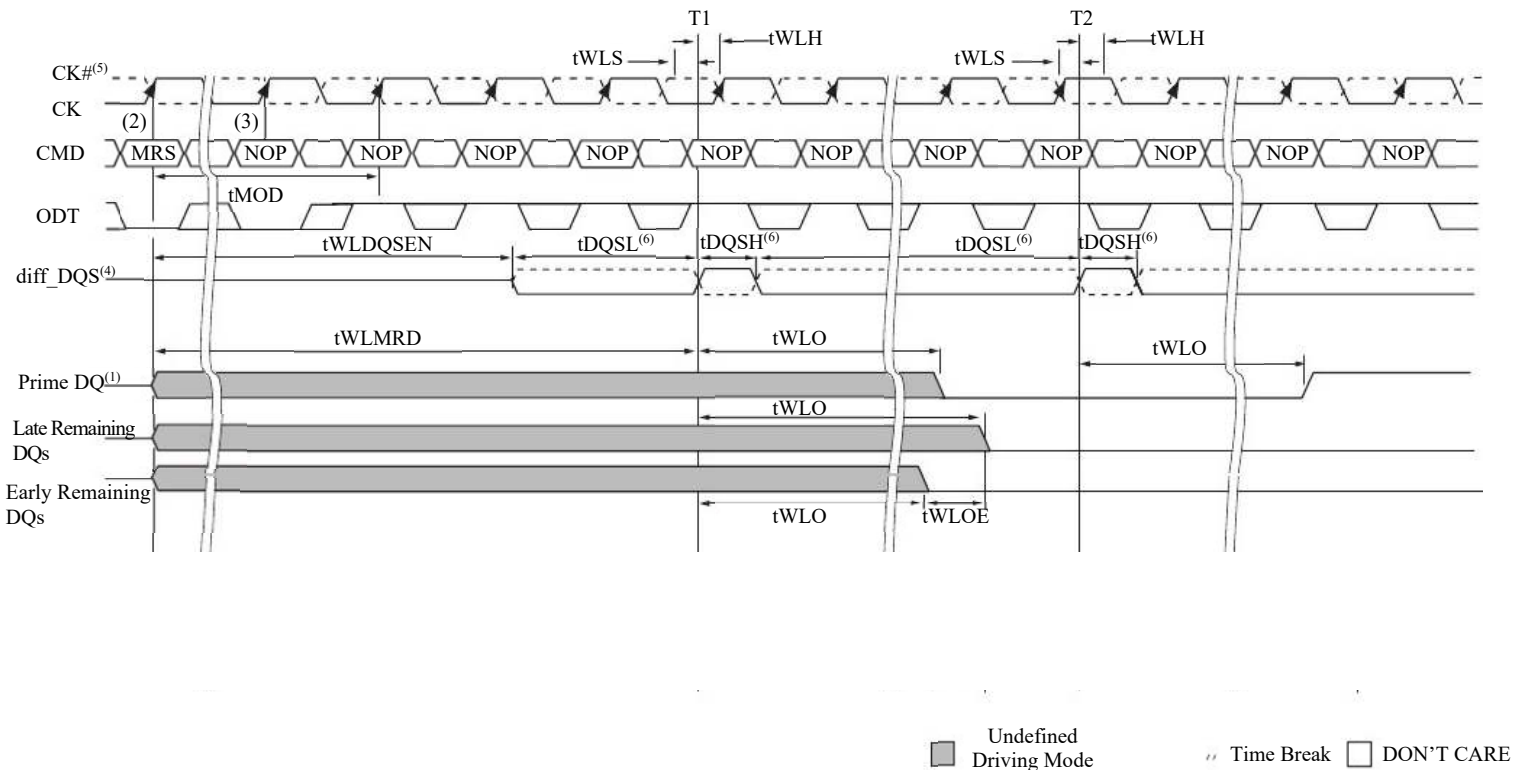 T1 T2
tWLH tWLH
tWLS tWLS
CK#(5)
CK
(2) (3)
CMD MRS NOP NOP NOP NOP NOP NOP NOP NOP NOP NOP NOP
tMOD
ODT
tWLDQSEN tDQSL(6) tDQSH(6) tDQSL(6) tDQSH(6)
diff_DQS(4)
tWLMRD tWLO tWLO
Prime DQ(1)
tWLO
Late Remaining
DQs
Early Remaining
DQs
tWLO tWLOE
Undefined
Driving Mode
Time Break
DON'T CARE